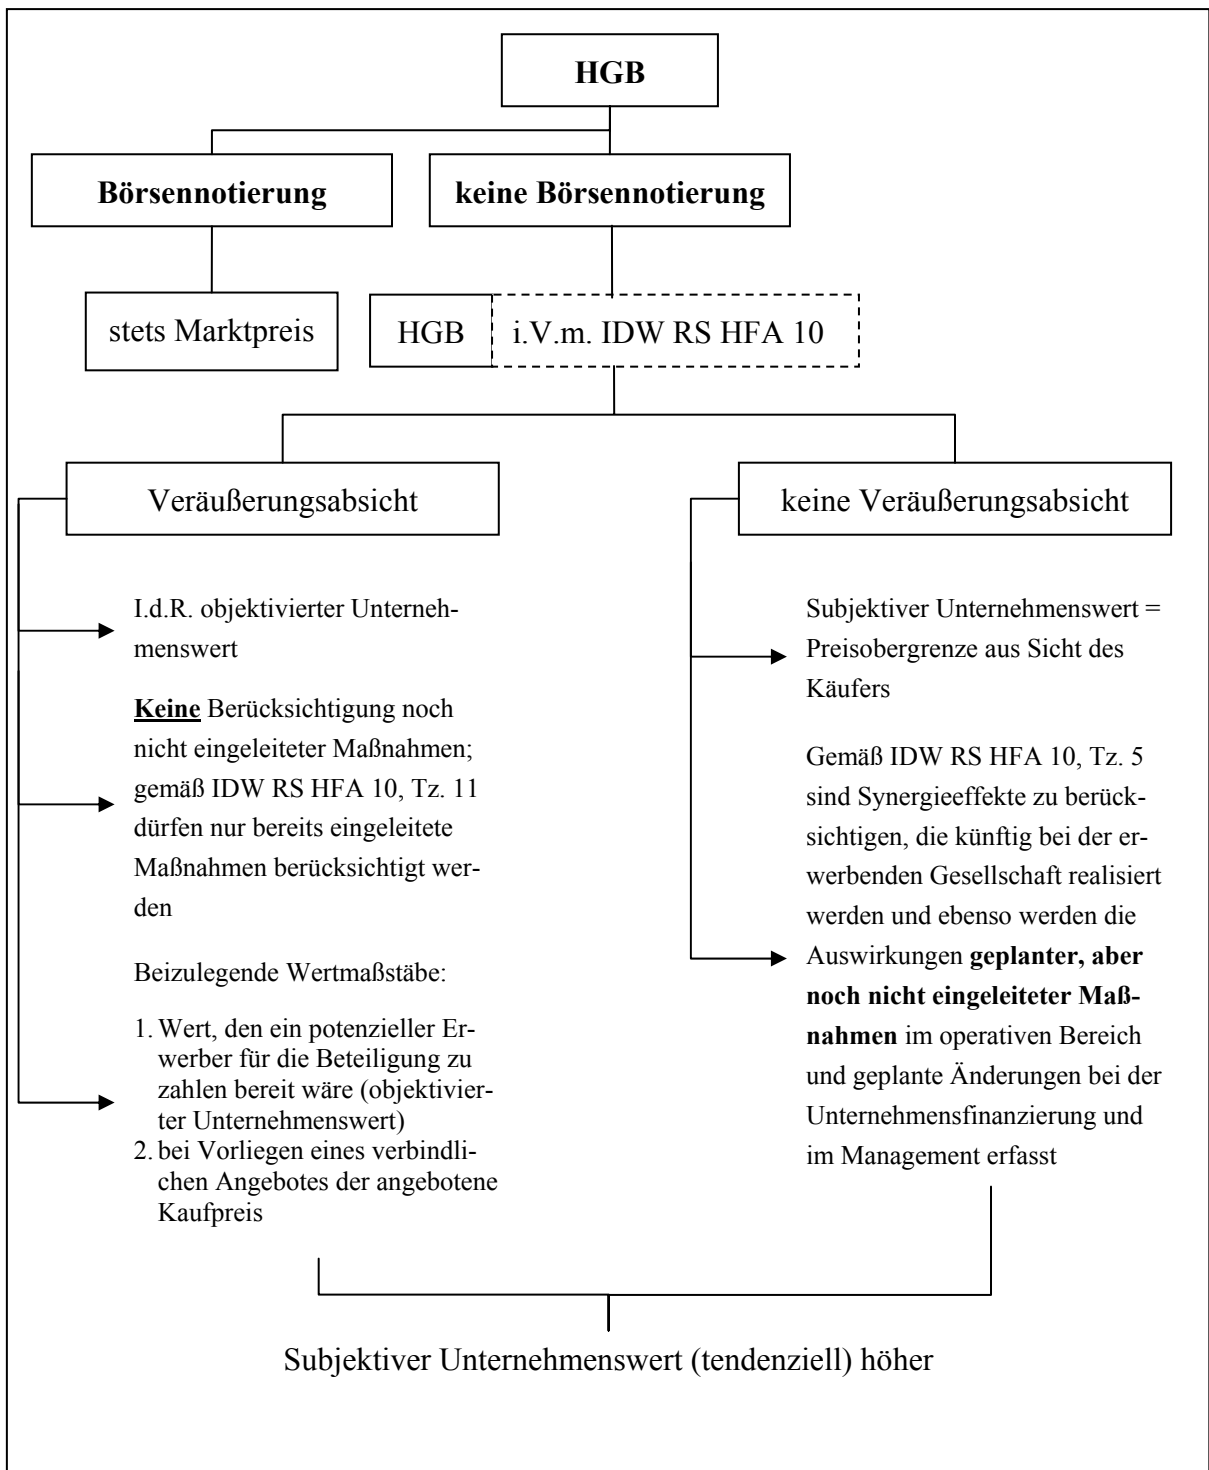 HGB
Börsennotierung
keine Börsennotierung
stets Marktpreis
HGB
i.V.m. IDW RS HFA 10
Veräußerungsabsicht
keine Veräußerungsabsicht
I.d.R. objektivierter Unterneh-
menswert
Keine Berücksichtigung noch
nicht eingeleiteter Maßnahmen;
gemäß IDW RS HFA 10, Tz. 11
dürfen nur bereits eingeleitete
Maßnahmen berücksichtigt wer-
den
Beizulegende Wertmaßstäbe:
1. Wert, den ein potenzieller Er-
werber für die Beteiligung zu
zahlen bereit wäre (objektivier-
ter Unternehmenswert)
2. bei Vorliegen eines verbindli-
chen Angebotes der angebotene
Kaufpreis
Subjektiver Unternehmenswert =
Preisobergrenze aus Sicht des
Käufers
Gemäß IDW RS HFA 10, Tz. 5
sind Synergieeffekte zu berück-
sichtigen, die künftig bei der er-
werbenden Gesellschaft realisiert
werden und ebenso werden die
Auswirkungen geplanter, aber
noch nicht eingeleiteter Maß-
nahmen im operativen Bereich
und geplante Änderungen bei der
Unternehmensfinanzierung und
im Management erfasst
Subjektiver Unternehmenswert (tendenziell) höher